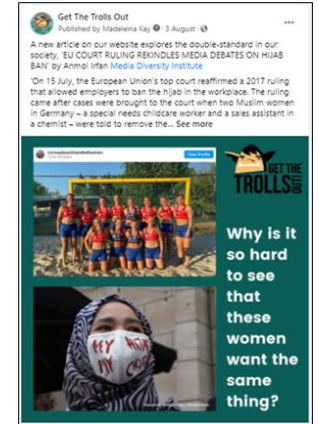 Get The Trolls Out
Published by Madeleina Kay · 3 August ·
A new article on our website explores the double-standard in our
society, 'EU COURT RULING REKINDLES MEDIA DEBATES ON HIJAB
BAN' by Anmol Irfan Media Diversity Institute
'On 15 July, the European Union's top court reaffirmed a 2017 ruling
that allowed employers to ban the hijab in the workplace. The ruling
came after cases were brought to the court when two Muslim women
in Germany – a special needs childcare worker and a sales assistant in
a chemist – were told to remove the... See more
View Profile
GET THE
TROLLS
OUT!
Why is it
so hard
to see
that
these
women
want the
same
thing?
MY
MY